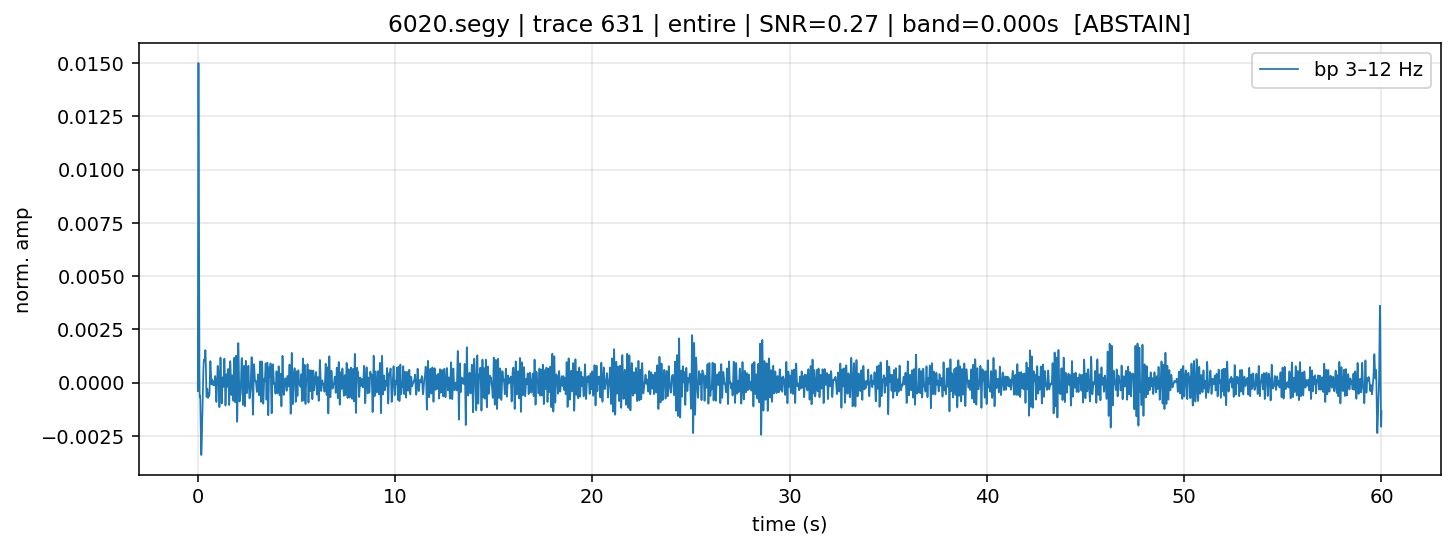 6020.segy | trace 631 | entire | SNR=0.27 | band=0.000s  [ABSTAIN]
bp 3–12 Hz
norm. amp
0.0150
0.0125
0.0100
0.0075
0.0050
0.0025
0.0000
−0.0025
0 10 20 30 40 50 60
time (s)